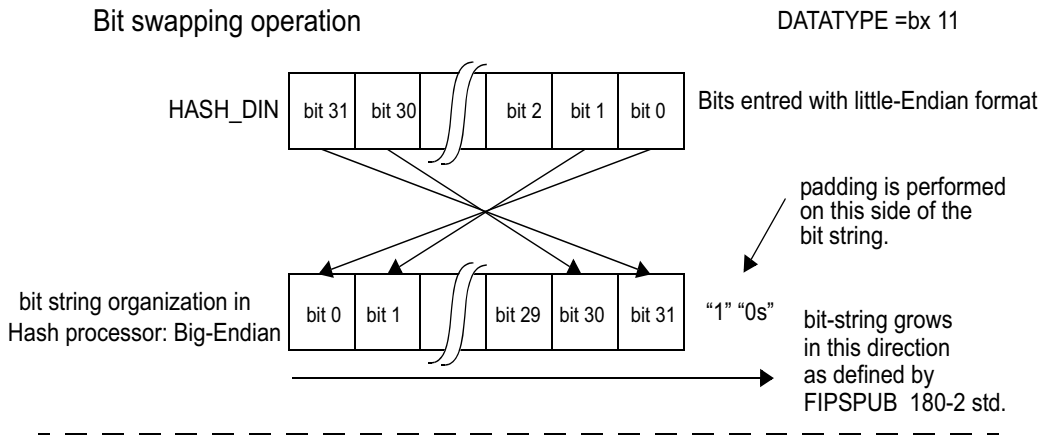 Bit swapping operation
DATATYPE =bx 11
HASH_DIN
bit 31 bit 30 bit 2 bit 1 bit 0
Bits entred with little-Endian format
padding is performed
on this side of the
bit string.
bit string organization in
Hash processor: Big-Endian
bit 0 bit 1 bit 29 bit 30 bit 31
“1” “0s”
bit-string grows
in this direction
as defined by
FIPSPUB 180-2 std.